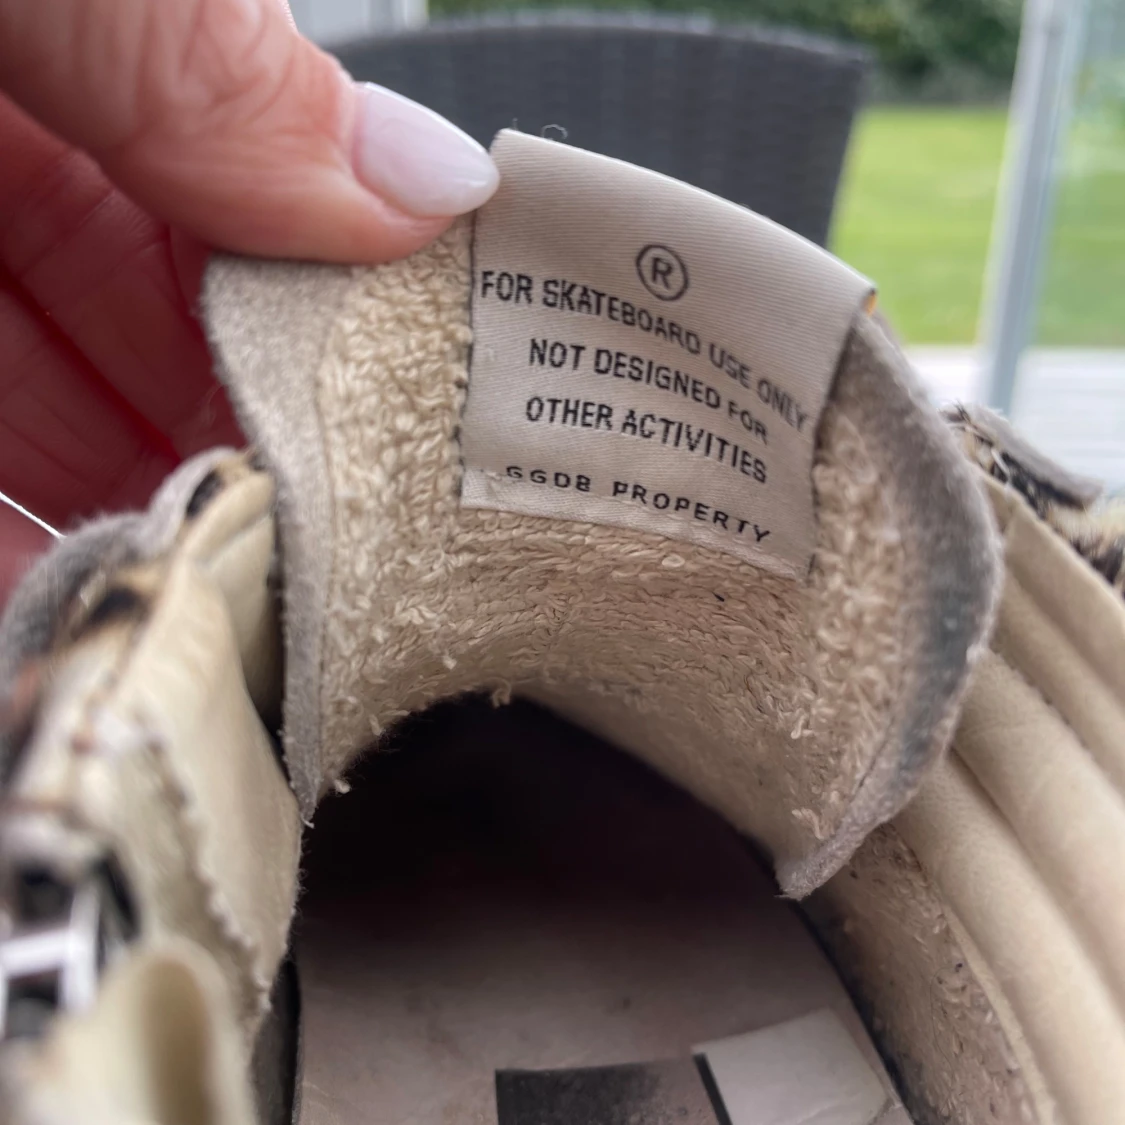 ®
FOR SKATEBOARD USE ONLY
NOT DESIGNED FOR
OTHER ACTIVITIES
GGDB PROPERTY